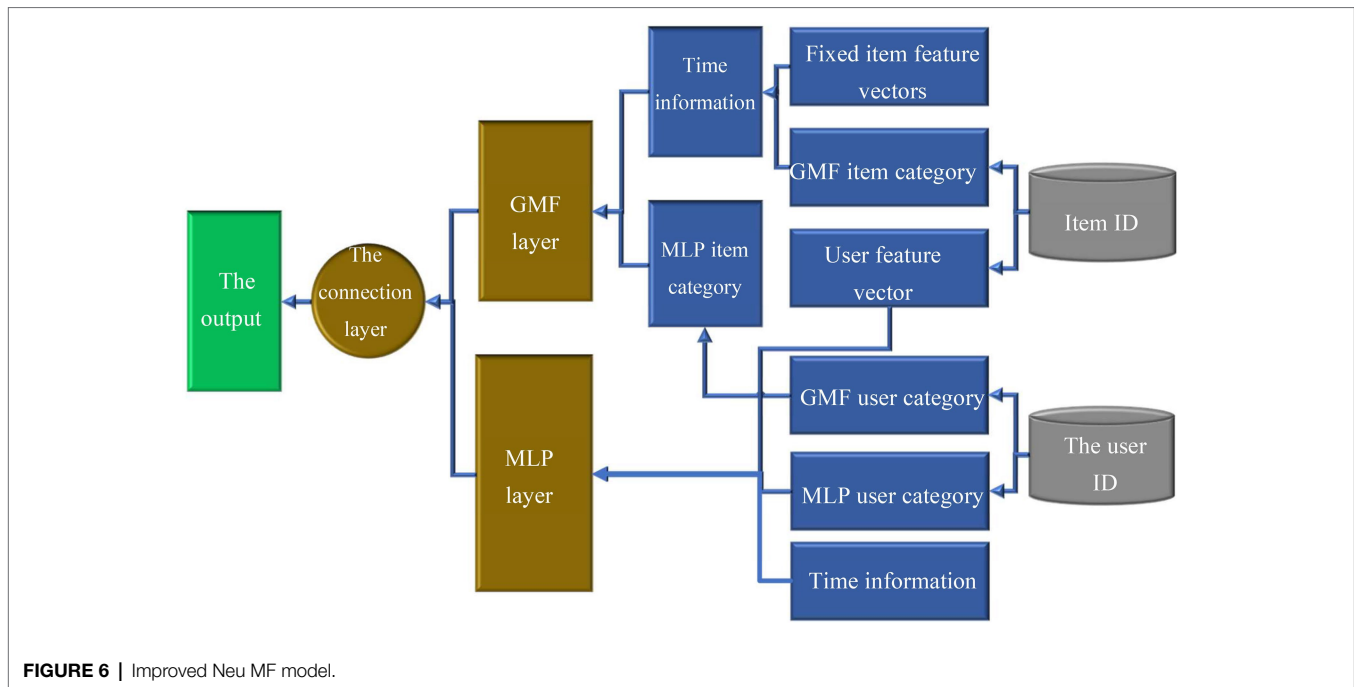 Time
information
Fixed item feature
vectors
GMF item category
Item ID
GMF
layer
MLP item
category
User feature
vector
The
output
The
connection
layer
GMF user category
The user
ID
MLP
layer
MLP user category
Time information
FIGURE 6 | Improved Neu MF model.